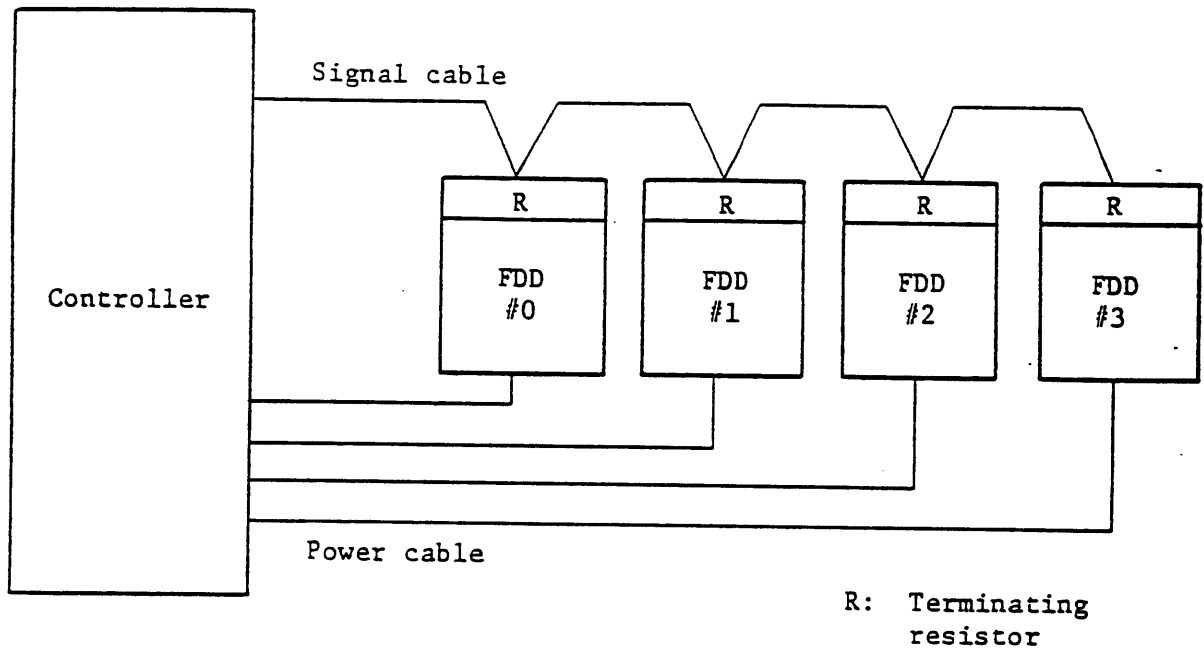 Signal cable
R
R
R
R
Controller
FDD
#0
FDD
#1
FDD
#2
FDD
#3
Power cable
R: Terminating
resistor